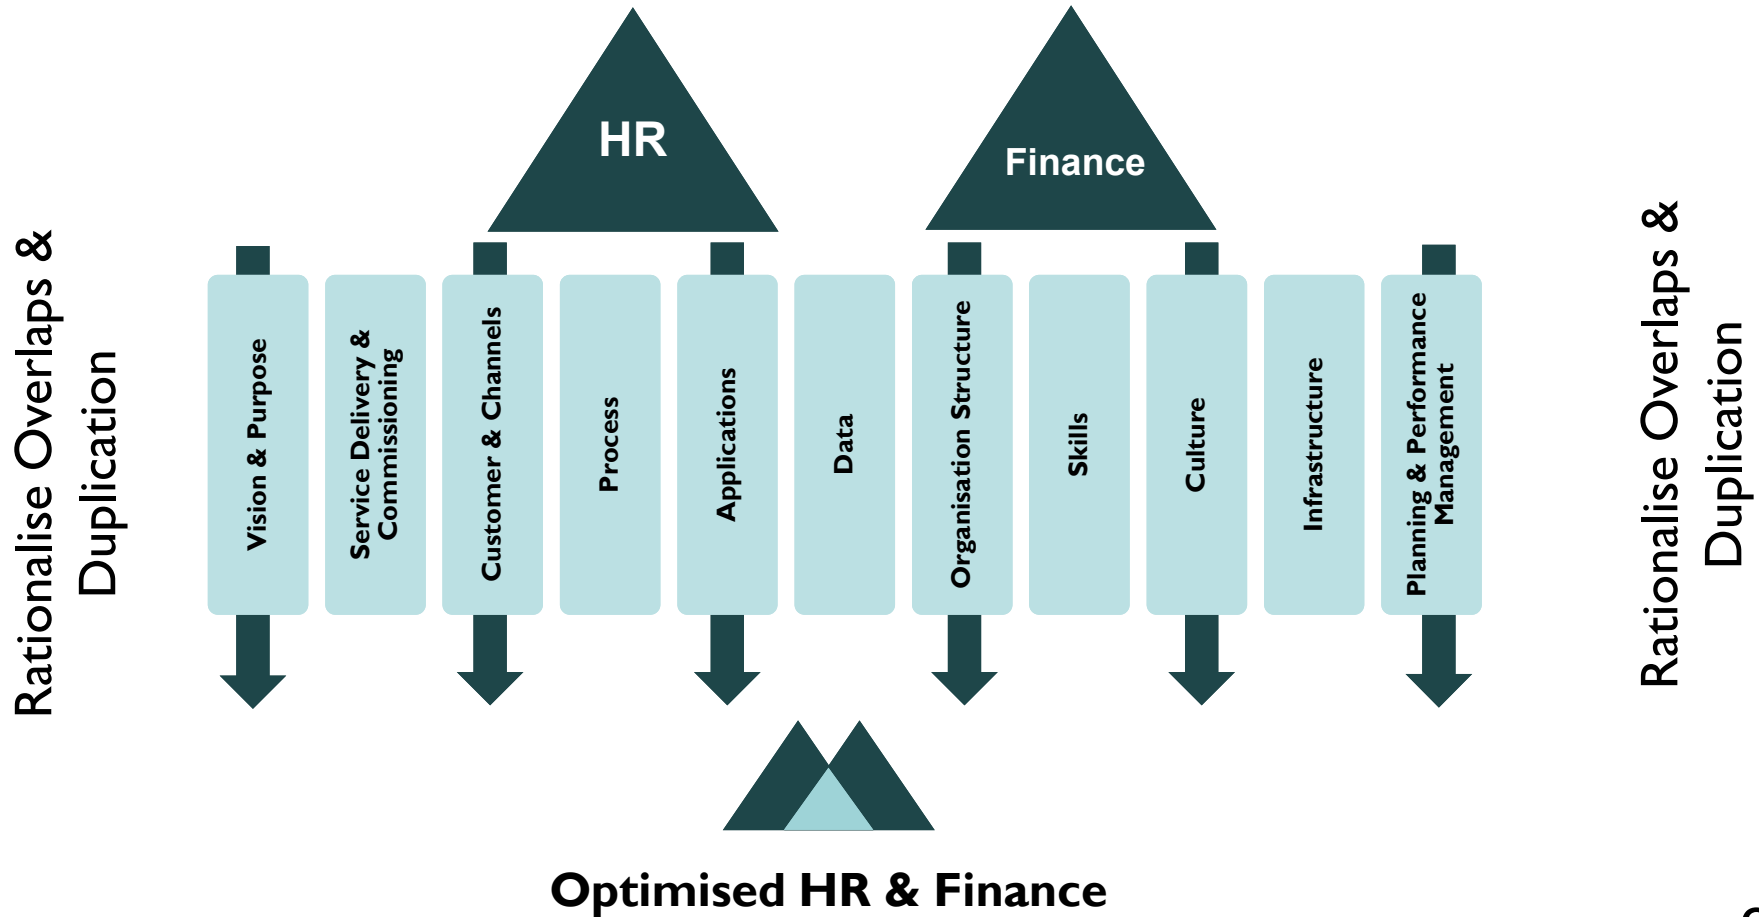 HR
Finance
Rationalise Overlaps &
Duplication
Vision & Purpose
Service Delivery &
Commissioning
Customer & Channels
Process
Applications
Data
Organisation Structure
Skills
Culture
Infrastructure
Planning & Performance
Management
Rationalise Overlaps &
Duplication
Optimised HR & Finance